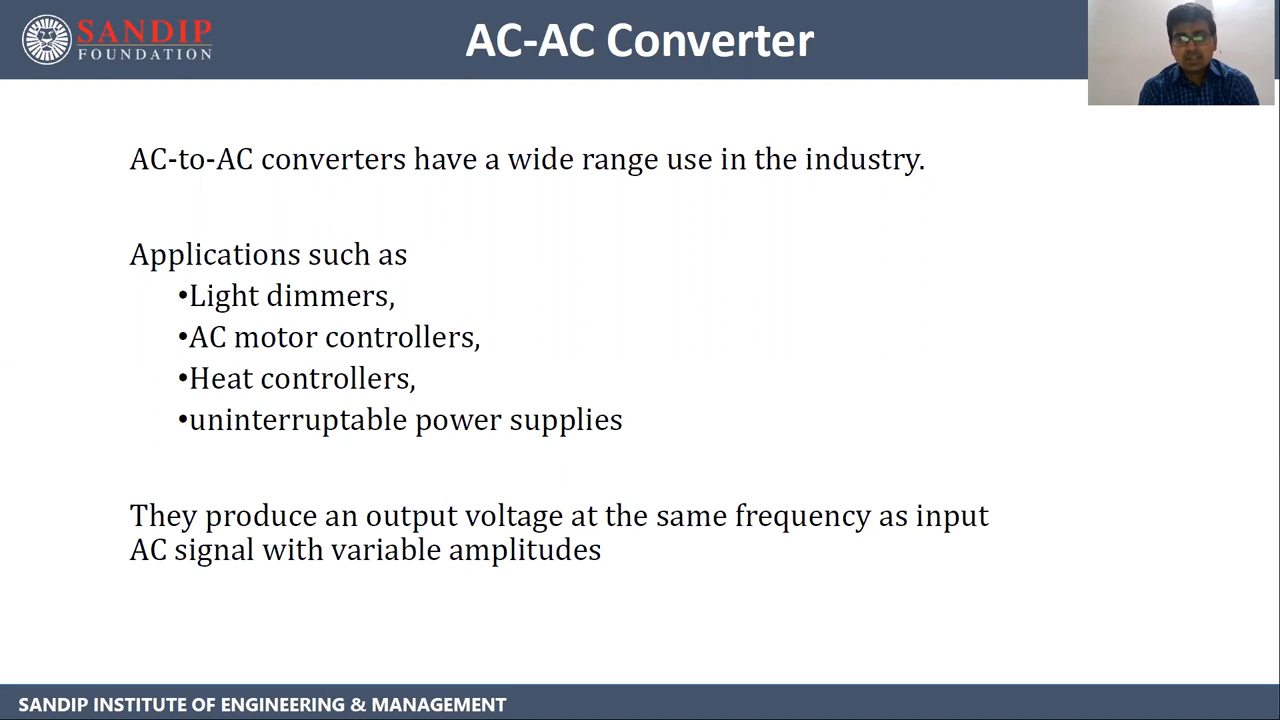 SANDIP
FOUNDATION
AC-AC Converter
AC-to-AC converters have a wide range use in the industry.
Applications such as
•Light dimmers,
•AC motor controllers,
•Heat controllers,
•uninterruptable power supplies
They produce an output voltage at the same frequency as input
AC signal with variable amplitudes
SANDIP INSTITUTE OF ENGINEERING & MANAGEMENT